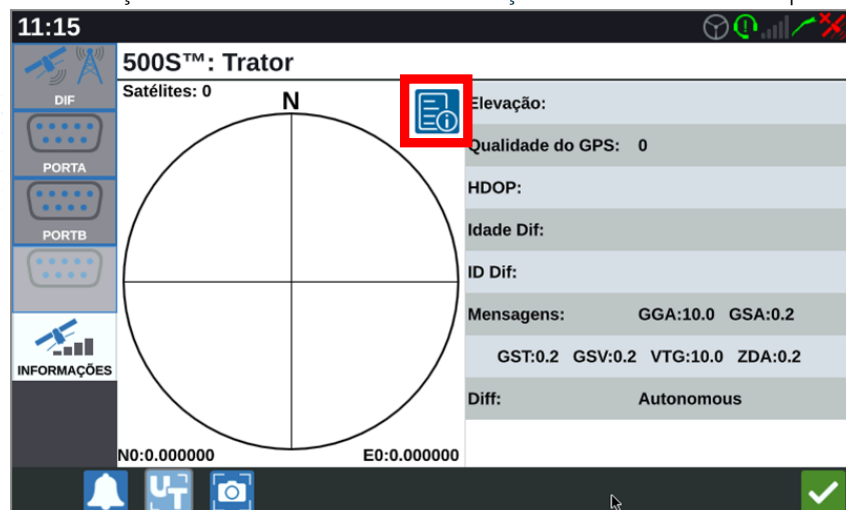 11:15
500S™: Trator
DIF
PORTA
PORTB
INFORMAÇÕES
Satélites: 0
N
N0:0.000000
E0:0.000000
Elevação:
Qualidade do GPS: 0
HDOP:
Idade Dif:
ID Dif:
Mensagens: GGA:10.0 GSA:0.2
GST:0.2 GSV:0.2 VTG:10.0 ZDA:0.2
Diff: Autonomous
UT